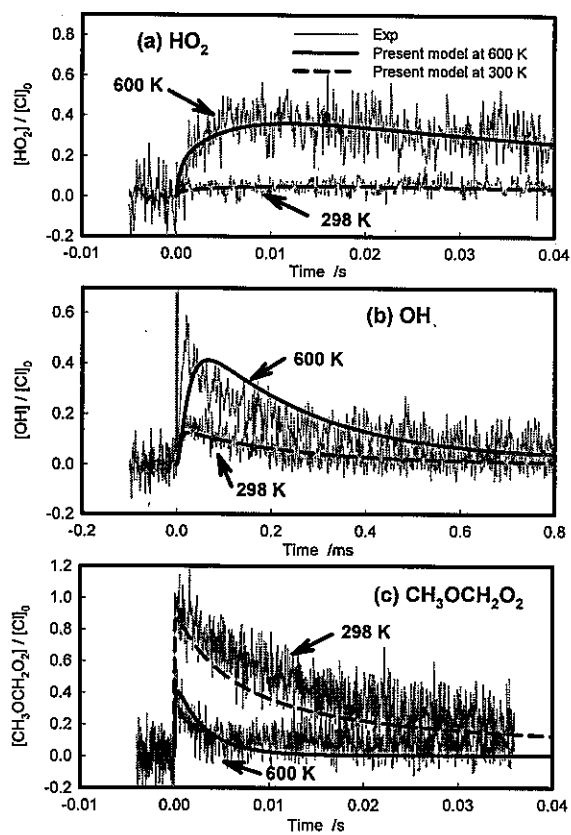 0.8
0.6
0.4
0.2
0.0
-0.2
[HO2] / [Cl]0
(a) HO2
Exp
Present model at 600 K
Present model at 300 K
600 K
298 K
-0.01 0.00 0.01 0.02 0.03 0.04
Time /s
0.6
0.4
0.2
0.0
-0.2
[OH] / [Cl]0
(b) OH
600 K
298 K
-0.2 0.0 0.2 0.4 0.6 0.8
Time /ms
1.2
1.0
0.8
0.6
0.4
0.2
0.0
-0.2
[CH3OCH2O2] / [Cl]0
(c) CH3OCH2O2
298 K
600 K
-0.01 0.00 0.01 0.02 0.03 0.04
Time /s